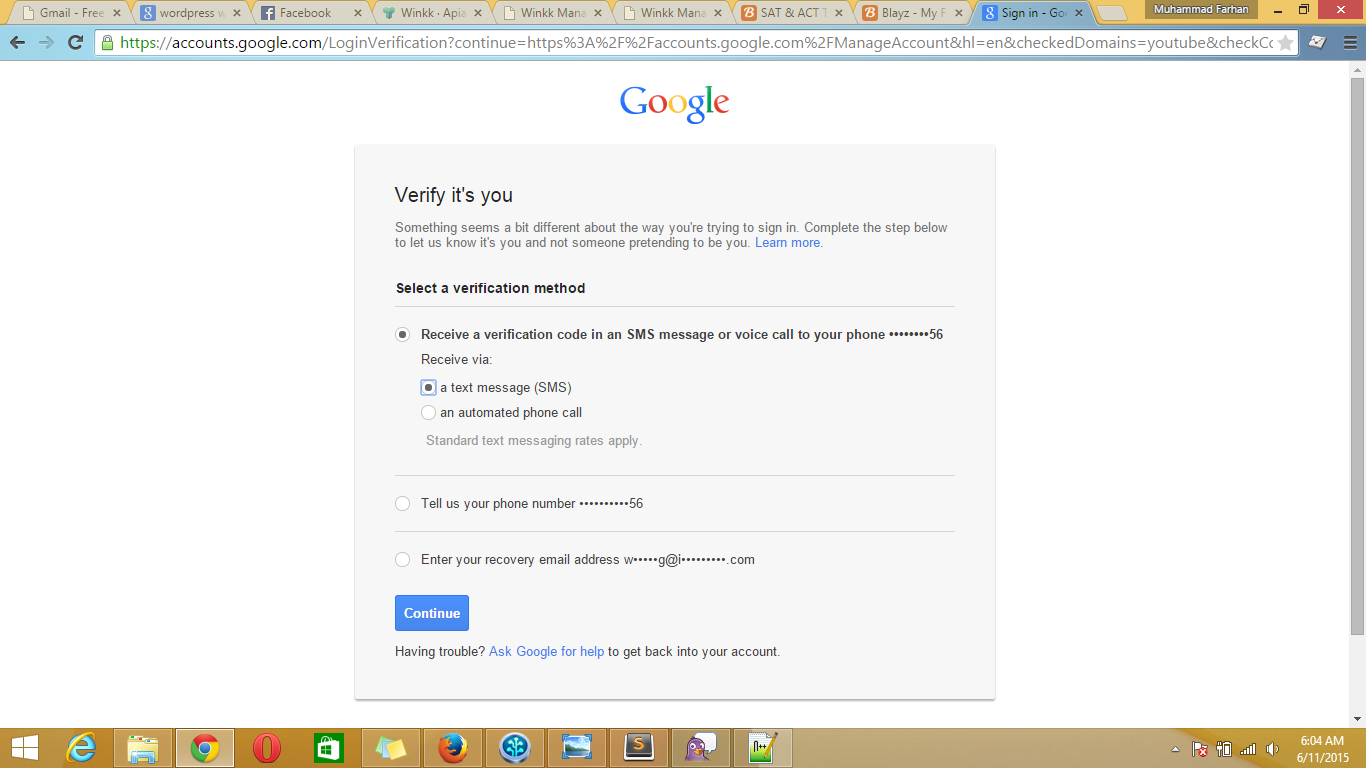 Gmail - Free
wordpress w
Facebook
Winkk - Apia
Winkk Mana
Winkk Mana
SAT & ACT T
Blayz - My F
Sign in - Goo
Muhammad Farhan
https://accounts.google.com/LoginVerification?continue=https%3A%2F%2Faccounts.google.com%2FManageAccount&hl=en&checkedDomains=youtube&checkCo
Google
Verify it's you
Something seems a bit different about the way you're trying to sign in. Complete the step below
to let us know it's you and not someone pretending to be you. Learn more.
Select a verification method
Receive a verification code in an SMS message or voice call to your phone ••••••••56
Receive via:
a text message (SMS)
an automated phone call
Standard text messaging rates apply.
Tell us your phone number ••••••••••56
Enter your recovery email address w•••••g@i•••••••••.com
Continue
Having trouble? Ask Google for help to get back into your account.
6:04 AM
6/11/2015